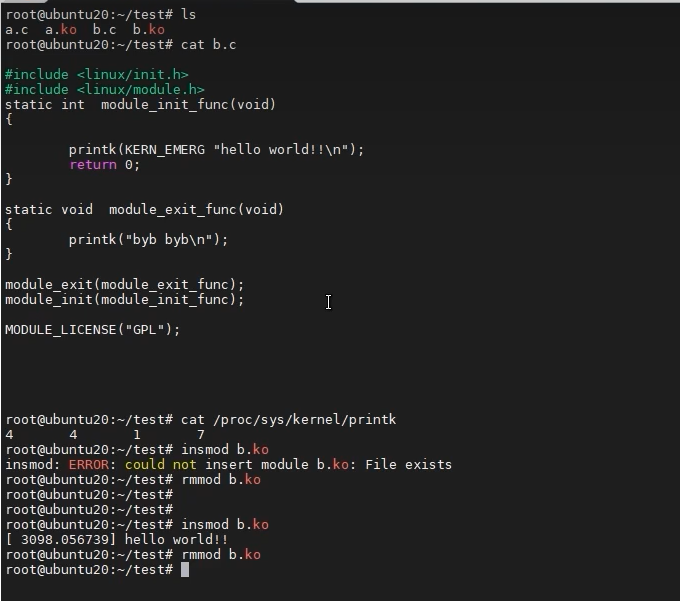 root@ubuntu20:~/test# ls
a.c  a.ko  b.c  b.ko
root@ubuntu20:~/test# cat b.c
#include <linux/init.h>
#include <linux/module.h>
static int  module_init_func(void)
{
        printk(KERN_EMERG "hello world!!\n");
        return 0;
}
static void  module_exit_func(void)
{
        printk("byb byb\n");
}
module_exit(module_exit_func);
module_init(module_init_func);
MODULE_LICENSE("GPL");
root@ubuntu20:~/test# cat /proc/sys/kernel/printk
4       4       1       7
root@ubuntu20:~/test# insmod b.ko
insmod: ERROR: could not insert module b.ko: File exists
root@ubuntu20:~/test# rmmod b.ko
root@ubuntu20:~/test#
root@ubuntu20:~/test#
root@ubuntu20:~/test# insmod b.ko
[ 3098.056739] hello world!!
root@ubuntu20:~/test# rmmod b.ko
root@ubuntu20:~/test#